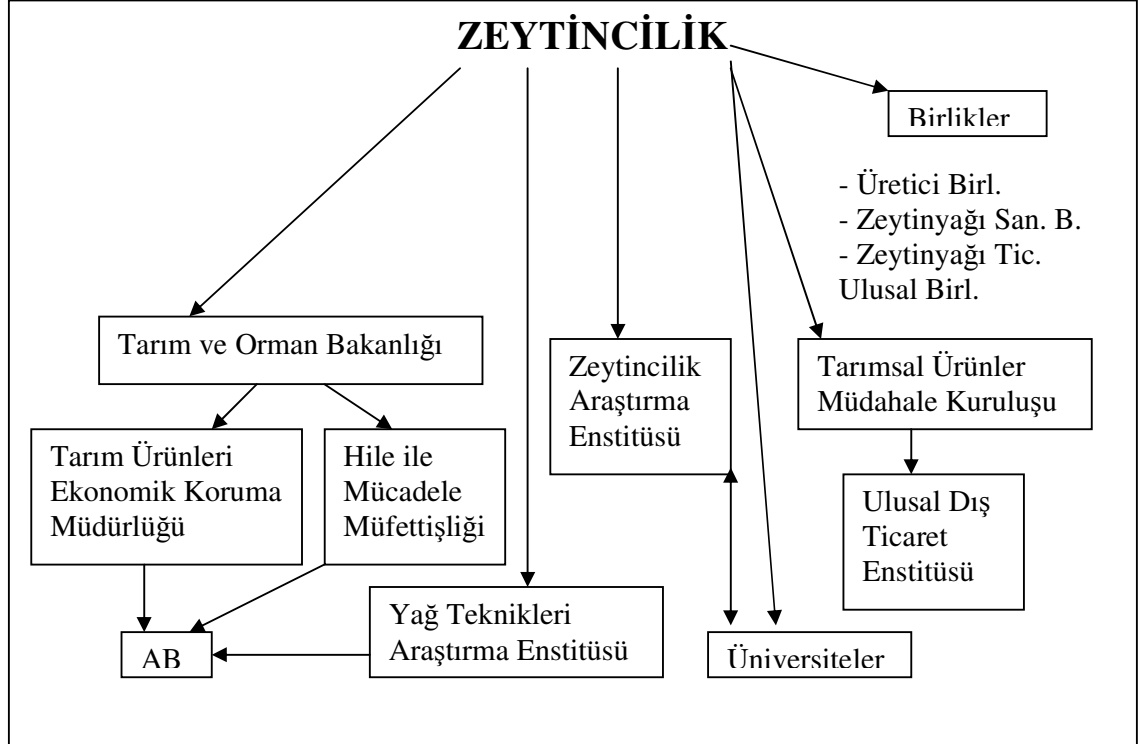 ZEYTİNCİLİK
Birlikler
- Üretici Birl.
- Zeytinyağı San. B.
- Zeytinyağı Tic.
Ulusal Birl.
Tarım ve Orman Bakanlığı
Zeytincilik
Araştırma
Enstitüsü
Tarımsal Ürünler
Müdahale Kuruluşu
Tarım Ürünleri
Ekonomik Koruma
Müdürlüğü
Hile ile
Mücadele
Müfettişliği
Ulusal Dış
Ticaret
Enstitüsü
Yağ Teknikleri
Araştırma Enstitüsü
AB
Üniversiteler